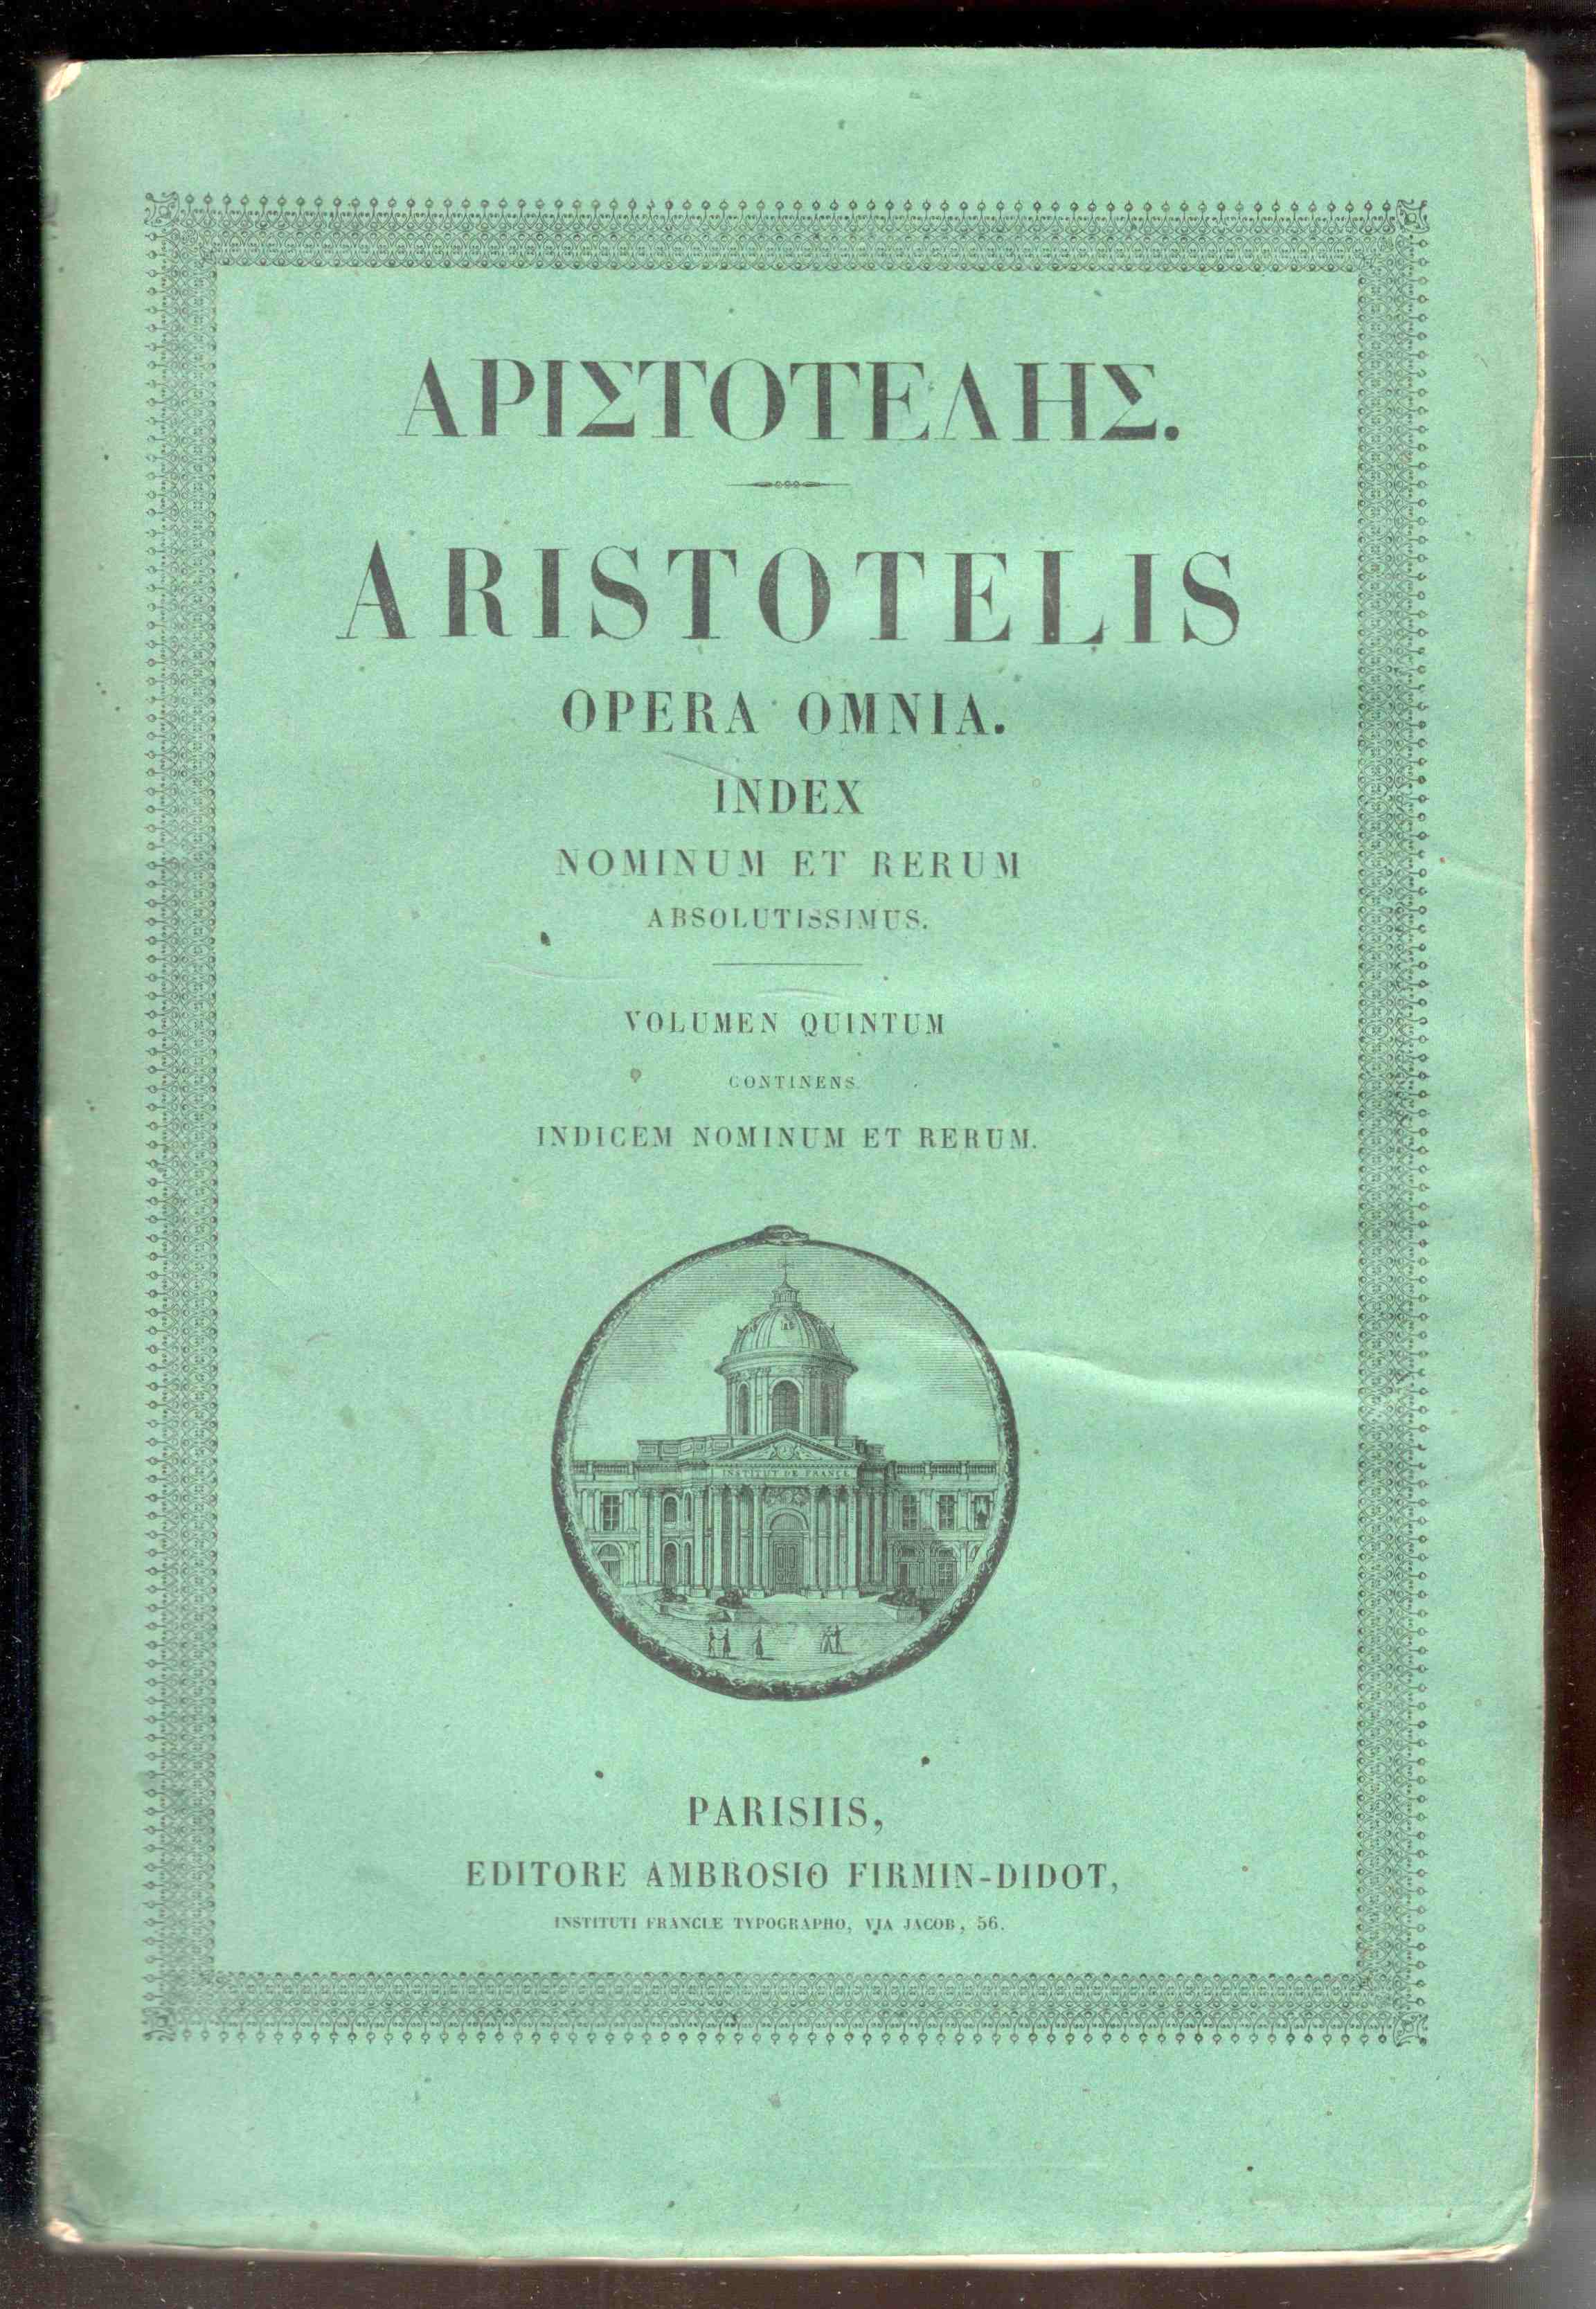 ΑΡΙΣΤΟΤΕΛΗΣ.
ARISTOTELIS
OPERA OMNIA.
INDEX
NOMINUM ET RERUM
ABSOLUTISSIMUS.
VOLUMEN QUINTUM
CONTINENS
INDICEM NOMINUM ET RERUM.
INSTITUT DE FRANCE
PARISIIS,
EDITORE AMBROSIO FIRMIN-DIDOT,
INSTITUTI FRANCIÆ TYPOGRAPHO, VIA JACOB, 56.